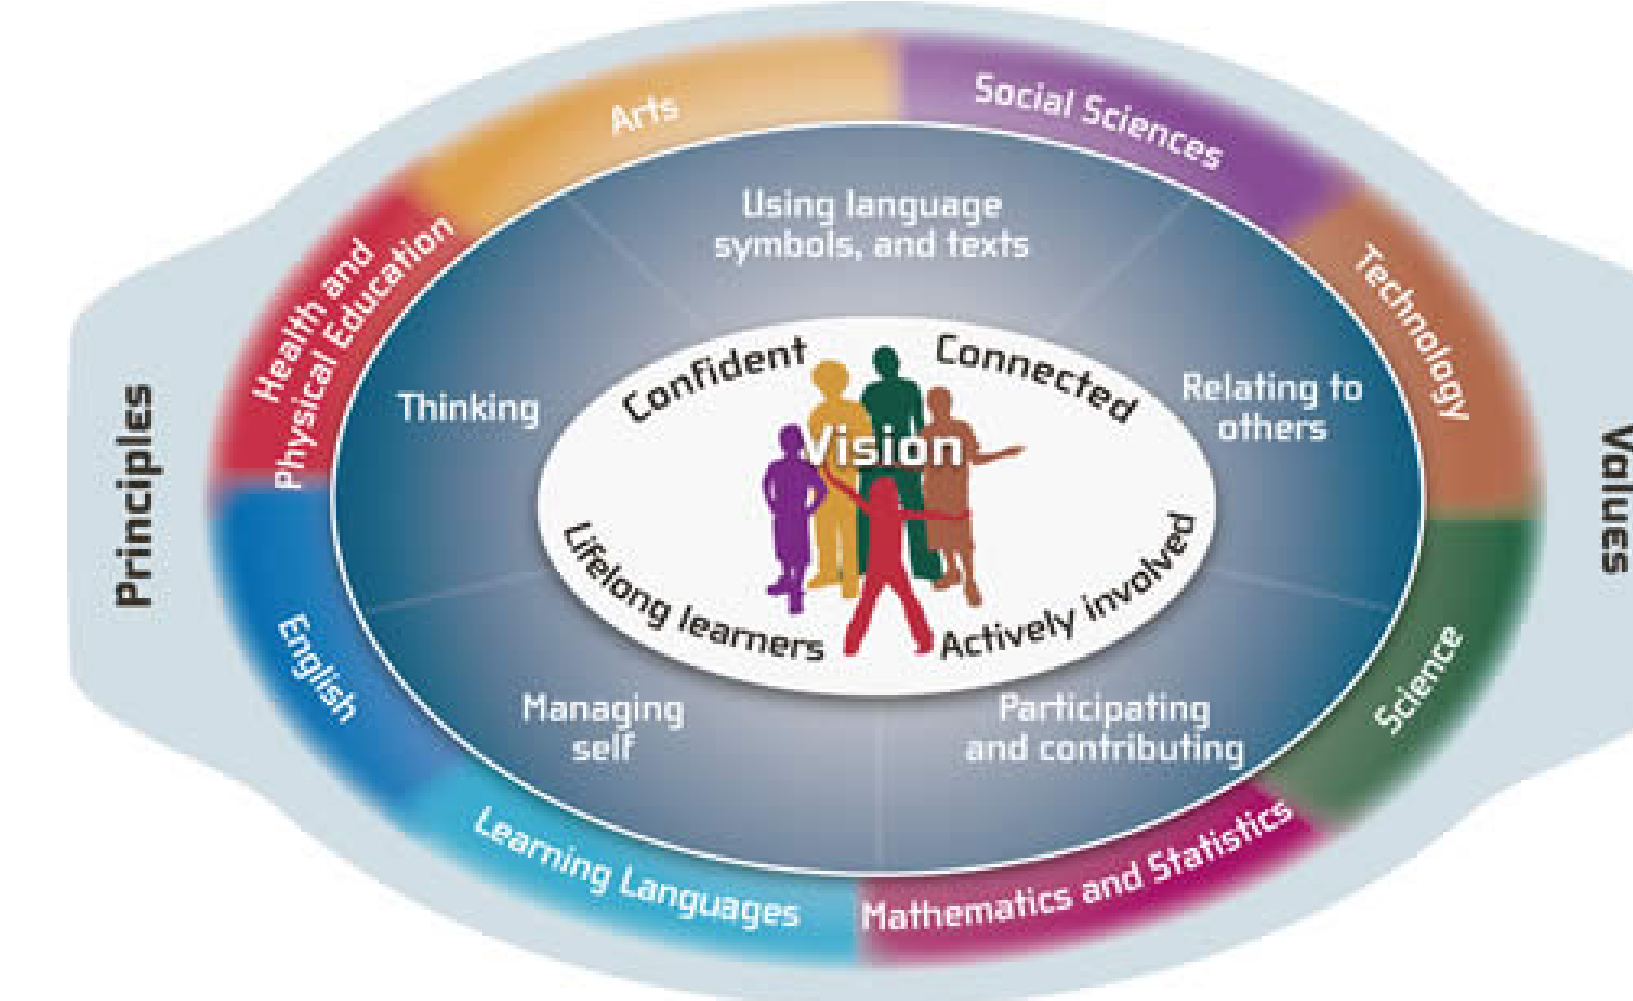 Principles
Values
Arts
Social Sciences
Technology
Science
Mathematics and Statistics
Learning Languages
English
Health and
Physical Education
Using language
symbols, and texts
Relating to
others
Participating
and contributing
Managing
self
Thinking
Confident
Connected
Vision
Lifelong learners
Actively involved